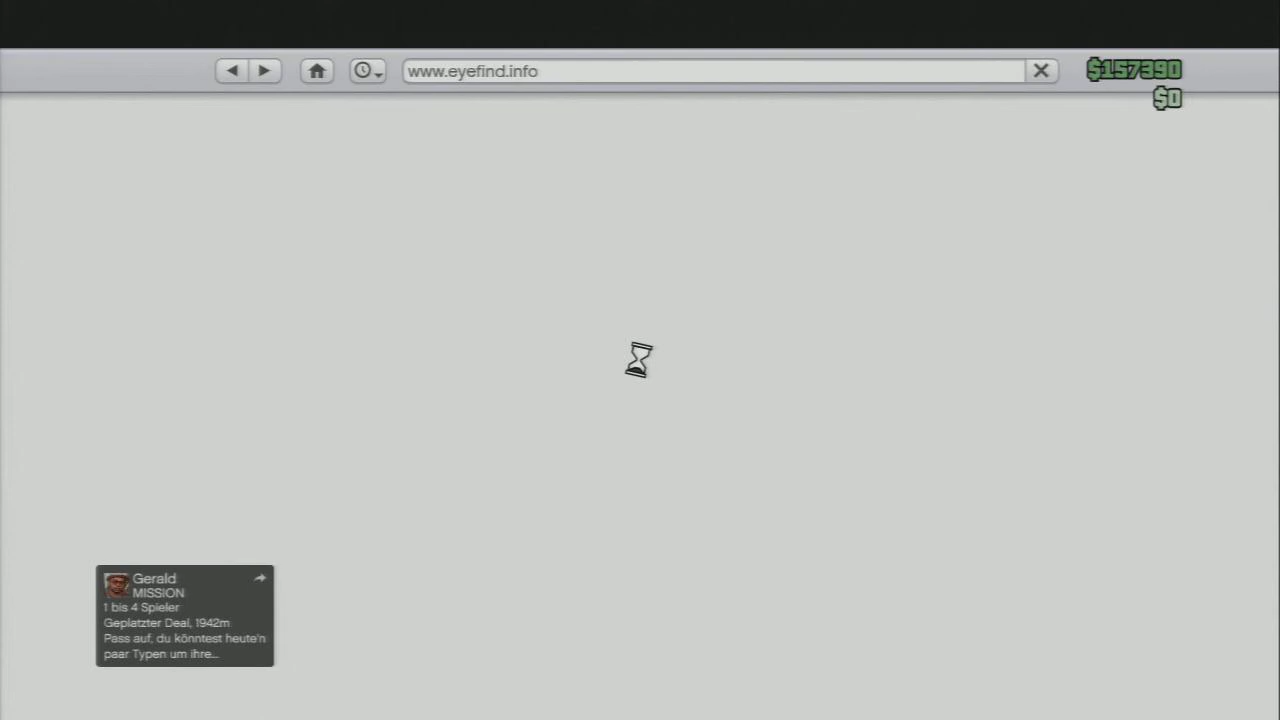 www.eyefind.info
$157390
$0
Gerald
MISSION
1 bis 4 Spieler
Geplatzter Deal, 1942m
Pass auf, du könntest heute'n
paar Typen um ihre...